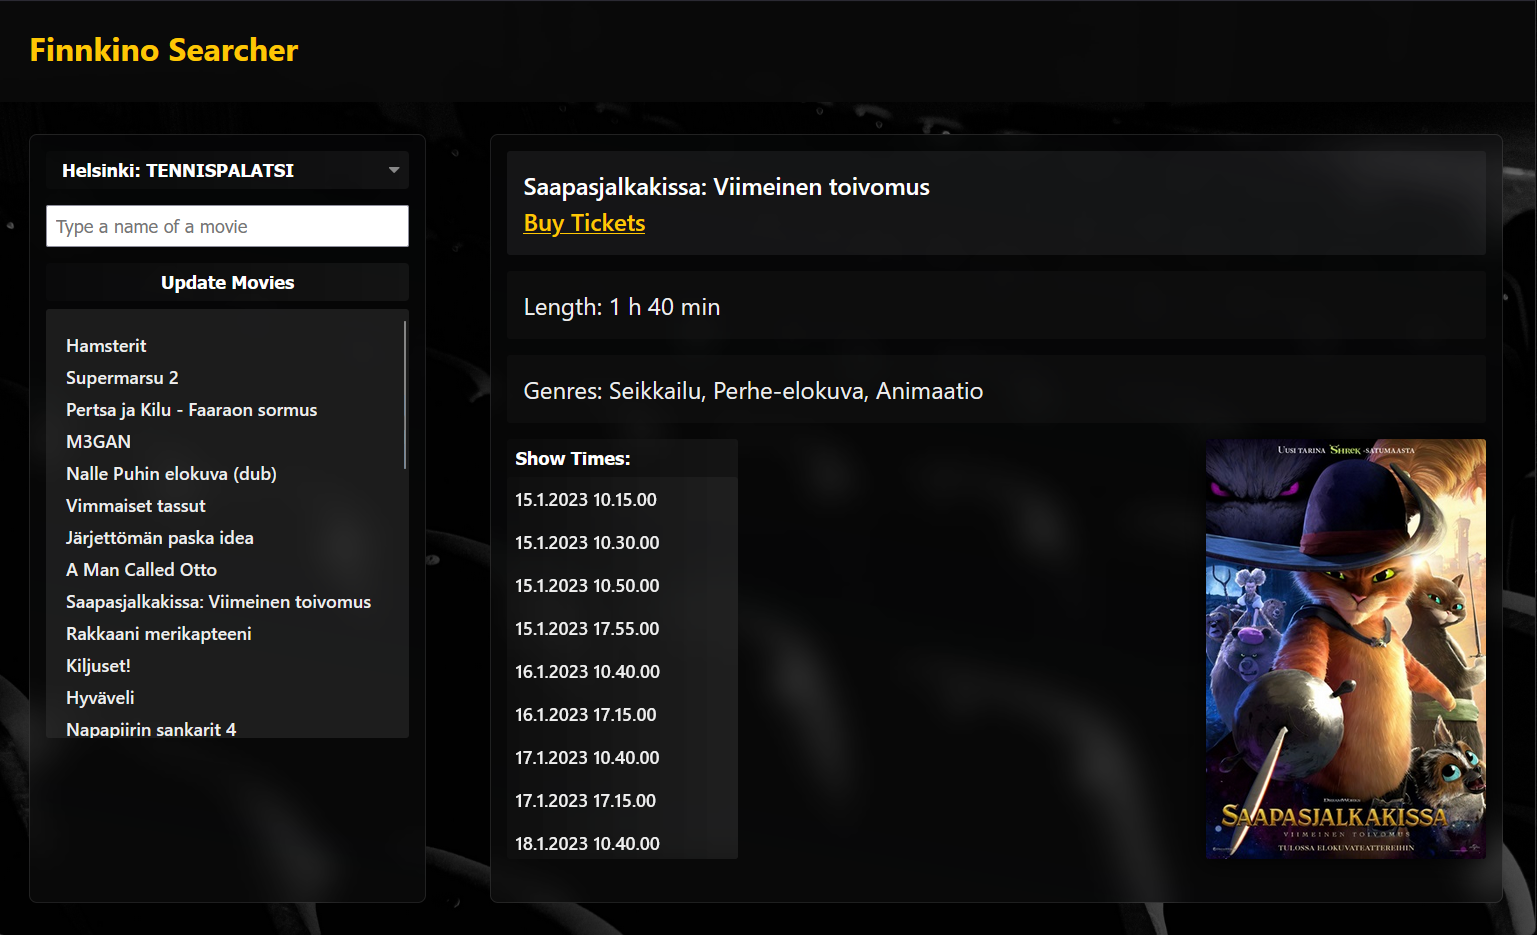 Finnkino Searcher
Helsinki: TENNISPALATSI
Type a name of a movie
Update Movies
Hamsterit
Supermarsu 2
Pertsa ja Kilu - Faaraon sormus
M3GAN
Nalle Puhin elokuva (dub)
Vimmaiset tassut
Järjettömän paska idea
A Man Called Otto
Saapasjalkakissa: Viimeinen toivomus
Rakkaani merikapteeni
Kiljuset!
Hyväveli
Napapiirin sankarit 4
Saapasjalkakissa: Viimeinen toivomus
Buy Tickets
Length: 1 h 40 min
Genres: Seikkailu, Perhe-elokuva, Animaatio
Show Times:
15.1.2023 10.15.00
15.1.2023 10.30.00
15.1.2023 10.50.00
15.1.2023 17.55.00
16.1.2023 10.40.00
16.1.2023 17.15.00
17.1.2023 10.40.00
17.1.2023 17.15.00
18.1.2023 10.40.00
UUSI TARINA SHREK -SATUMAASTA
DREAMWORKS
SAAPASJALKAKISSA
VIIMEINEN TOIVOMUS
TULOSSA ELOKUVATEATTEREIHIN